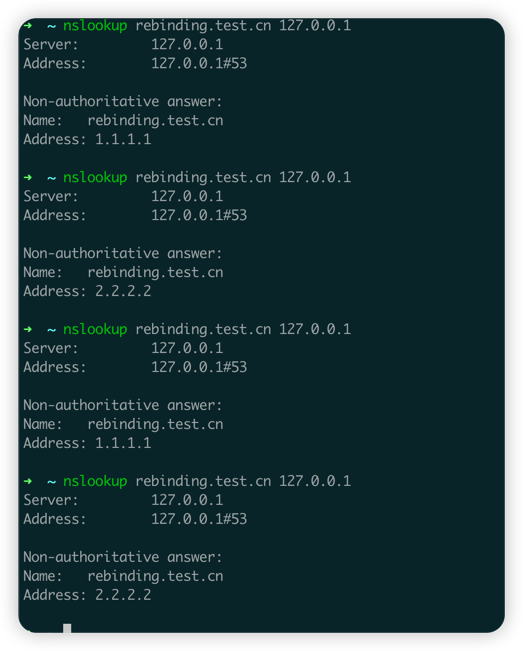 ➜  ~ nslookup rebinding.test.cn 127.0.0.1
Server:         127.0.0.1
Address:        127.0.0.1#53

Non-authoritative answer:
Name:   rebinding.test.cn
Address: 1.1.1.1

➜  ~ nslookup rebinding.test.cn 127.0.0.1
Server:         127.0.0.1
Address:        127.0.0.1#53

Non-authoritative answer:
Name:   rebinding.test.cn
Address: 2.2.2.2

➜  ~ nslookup rebinding.test.cn 127.0.0.1
Server:         127.0.0.1
Address:        127.0.0.1#53

Non-authoritative answer:
Name:   rebinding.test.cn
Address: 1.1.1.1

➜  ~ nslookup rebinding.test.cn 127.0.0.1
Server:         127.0.0.1
Address:        127.0.0.1#53

Non-authoritative answer:
Name:   rebinding.test.cn
Address: 2.2.2.2